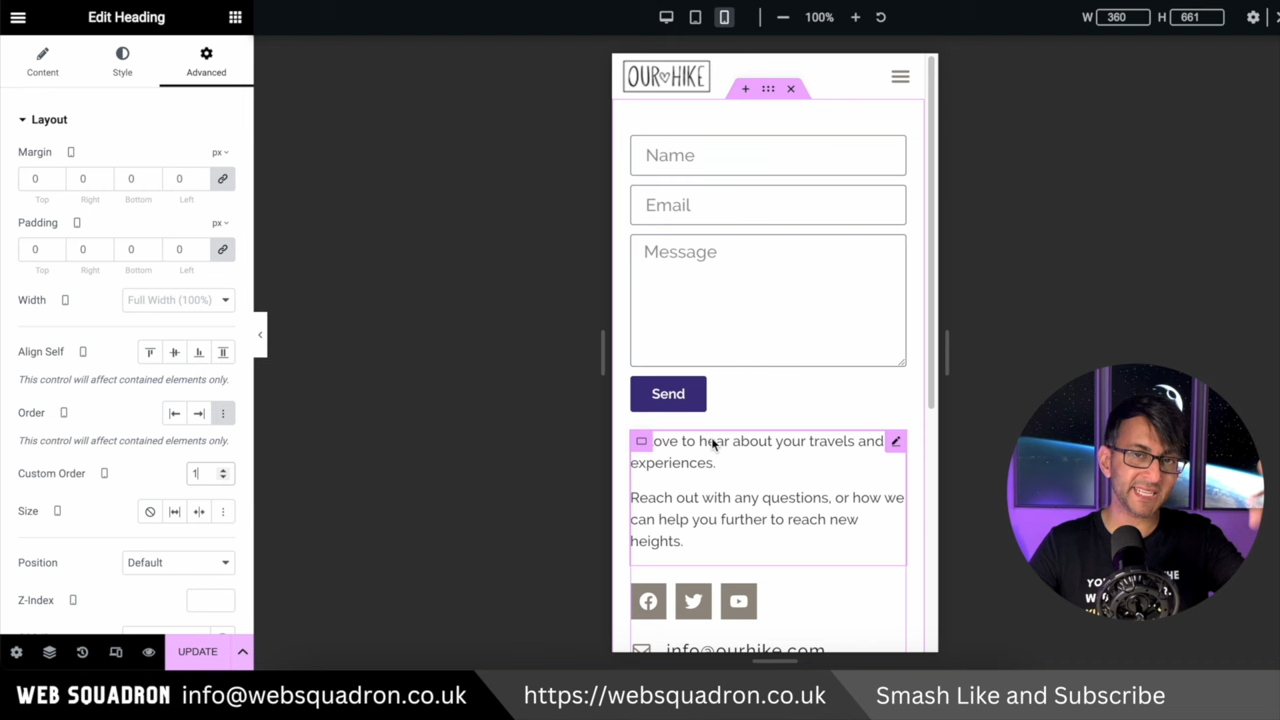 Edit Heading
100%
W 360 H 661
Content
Style
Advanced
Layout
Margin
px
0 0 0 0
Top Right Bottom Left
Padding
px
0 0 0 0
Top Right Bottom Left
Width
Full Width (100%)
Align Self
This control will affect contained elements only.
Order
This control will affect contained elements only.
Custom Order
1
Size
Position
Default
Z-Index
UPDATE
OUR HIKE
Name
Email
Message
Send
ove to hear about your travels and
experiences.
Reach out with any questions, or how we
can help you further to reach new
heights.
info@ourhike.com
WEB SQUADRON info@websquadron.co.uk
https://websquadron.co.uk
Smash Like and Subscribe